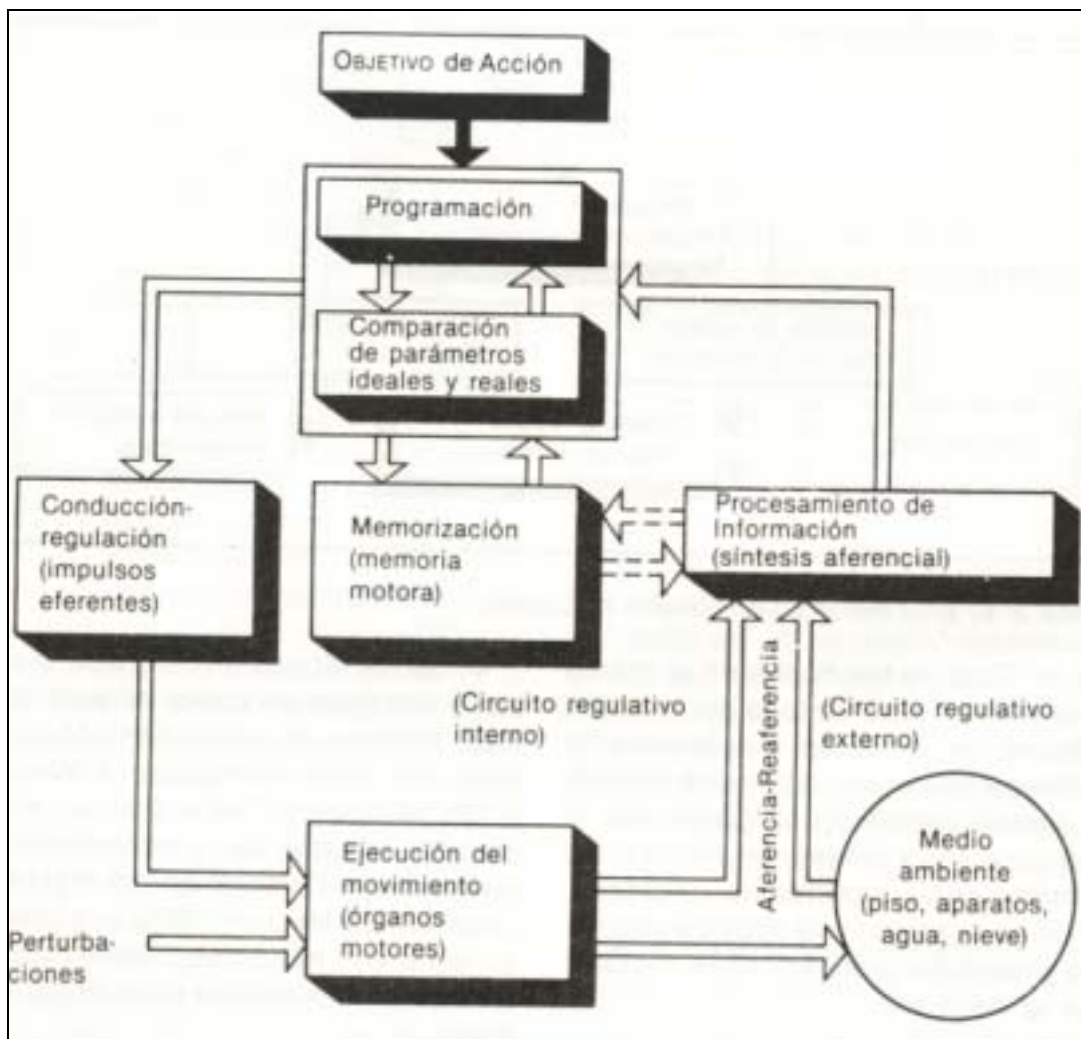 OBJETIVO de Acción
Programación
Comparación
de parámetros
ideales y reales
Conducción-
regulación
(impulsos
eferentes)
Memorización
(memoria
motora)
Procesamiento de
Información
(síntesis aferencial)
(Circuito regulativo
interno)
Aferencia-Reaferencia
(Circuito regulativo
externo)
Ejecución del
movimiento
(órganos
motores)
Medio
ambiente
(piso, aparatos,
agua, nieve)
Perturba-
ciones